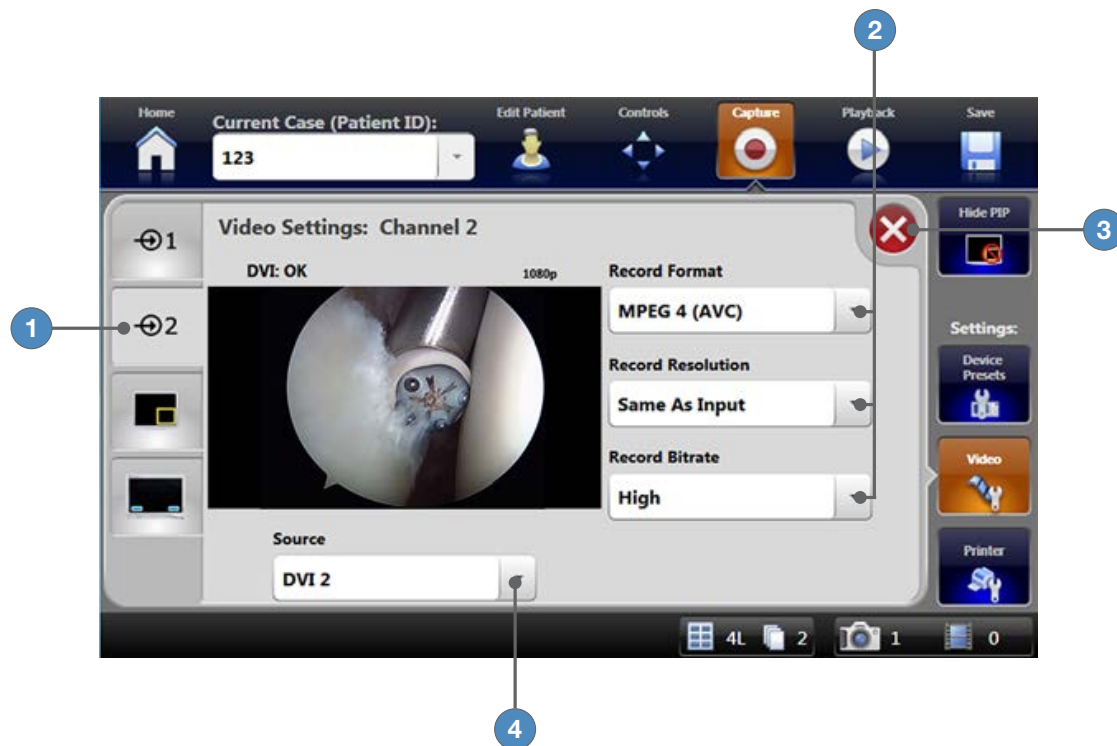 2
Home
Current Case (Patient ID):
123
Edit Patient
Controls
Capture
Playback
Save
1
Video Settings: Channel 2
Hide PIP
3
DVI: OK
1080p
Record Format
MPEG 4 (AVC)
1
2
Settings:
Device
Presets
Record Resolution
Same As Input
Record Bitrate
High
Video
Source
DVI 2
Printer
4L
2
1
0
4